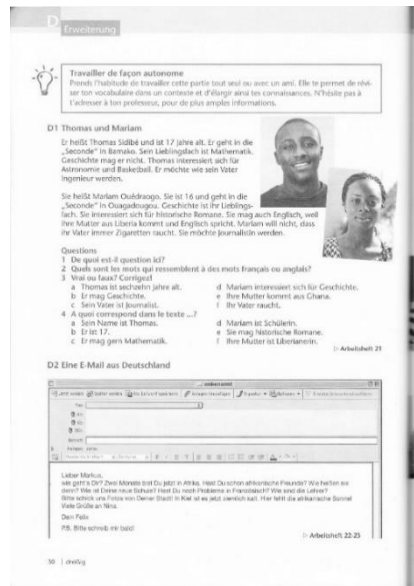 D
Erweiterung
Travailler de façon autonome
Prends l'habitude de travailler cette partie tout seul ou avec un ami. Elle te permet de révi-
ser ton vocabulaire dans un contexte et d'élargir ainsi tes connaissances. N'hésite pas à
t'adresser à ton professeur, pour de plus amples informations.
D1 Thomas und Mariam
Er heißt Thomas Sidibé und ist 17 Jahre alt. Er geht in die
„Seconde" in Bamako. Sein Lieblingsfach ist Mathematik.
Geschichte mag er nicht. Thomas interessiert sich für
Astronomie und Basketball. Er möchte wie sein Vater
Ingenieur werden.
Sie heißt Mariam Ouédraogo. Sie ist 16 und geht in die
„Seconde" in Ouagadougou. Geschichte ist ihr Lieblings-
fach. Sie interessiert sich für historische Romane. Sie mag auch Englisch, weil
ihre Mutter aus Liberia kommt und Englisch spricht. Mariam will nicht, dass
ihr Vater immer Zigaretten raucht. Sie möchte Journalistin werden.
Questions
1 De quoi est-il question ici?
2 Quels sont les mots qui ressemblent à des mots français ou anglais?
3 Vrai ou faux? Corrigez!
a Thomas ist sechzehn Jahre alt.
b Er mag Geschichte.
c Sein Vater ist Journalist.
d Mariam interessiert sich für Geschichte.
e Ihre Mutter kommt aus Ghana.
f Ihr Vater raucht.
4 A quoi correspond dans le texte ...?
a Sein Name ist Thomas.
b Er ist 17.
c Er mag gern Mathematik.
d Mariam ist Schülerin.
e Sie mag historische Romane.
f Ihre Mutter ist Liberianerin.
▷ Arbeitsheft 21
D2 Eine E-Mail aus Deutschland
Lieber Markus,
wie geht's Dir? Zwei Monate bist Du jetzt in Afrika. Hast Du schon afrikanische Freunde? Wie heißen sie
denn? Wie ist Deine neue Schule? Hast Du noch Probleme in Französisch? Wie sind die Lehrer?
Bitte schick uns Fotos von Deiner Stadt! In Kiel ist es jetzt ziemlich kalt. Hier fehlt die afrikanische Sonne!
Viele Grüße an Nina.
Dein Felix
P.S. Bitte schreib mir bald!
▷ Arbeitsheft 22-23
30 | dreißig